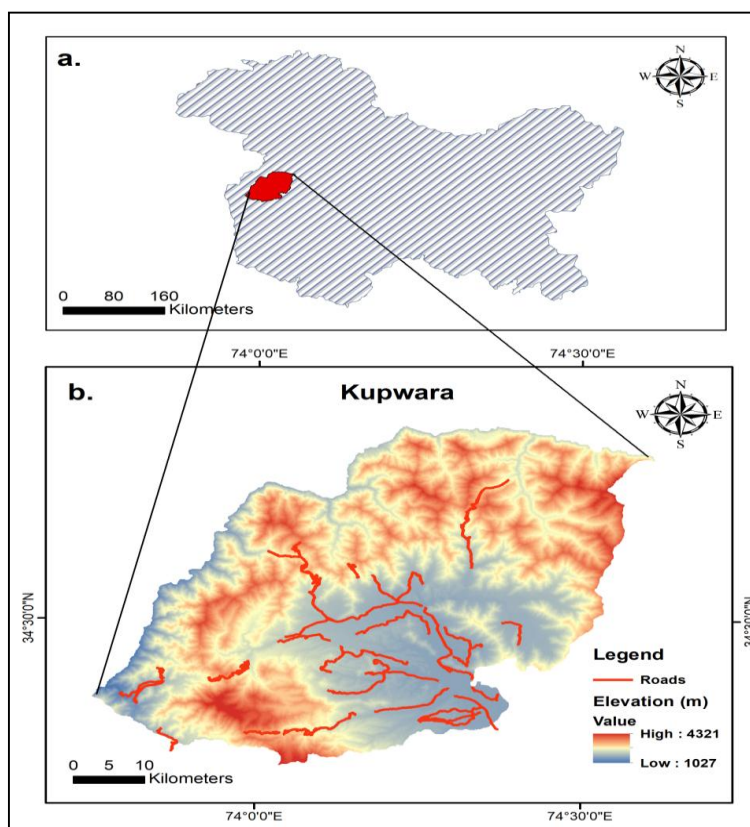 a.
N
W E
S
0 80 160
Kilometers
74°0'0"E 74°30'0"E
b. Kupwara
N
W E
S
34°30'0"N 34°30'0"N
Legend
Roads
Elevation (m)
Value
High : 4321
Low : 1027
0 5 10
Kilometers
74°0'0"E 74°30'0"E